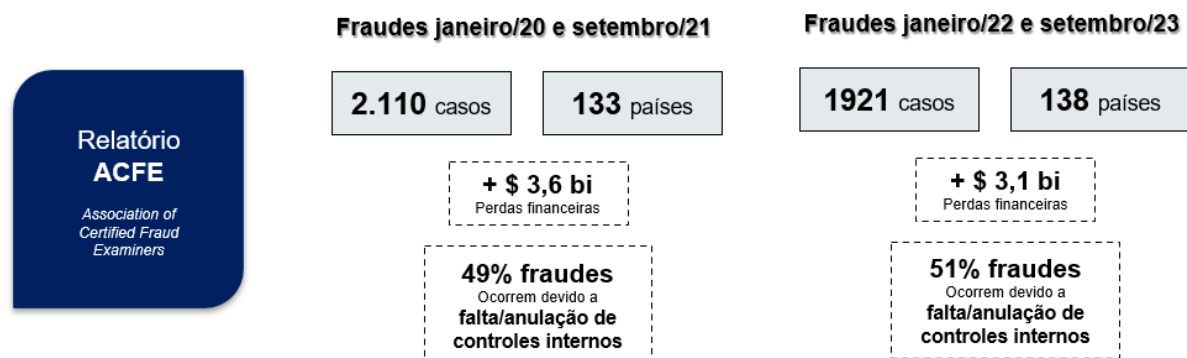 Relatório
ACFE
Association of
Certified Fraud
Examiners
Fraudes janeiro/20 e setembro/21
2.110 casos
133 países
+ $ 3,6 bi
Perdas financeiras
49% fraudes
Ocorrem devido a
falta/anulação de
controles internos
Fraudes janeiro/22 e setembro/23
1921 casos
138 países
+ $ 3,1 bi
Perdas financeiras
51% fraudes
Ocorrem devido a
falta/anulação de
controles internos